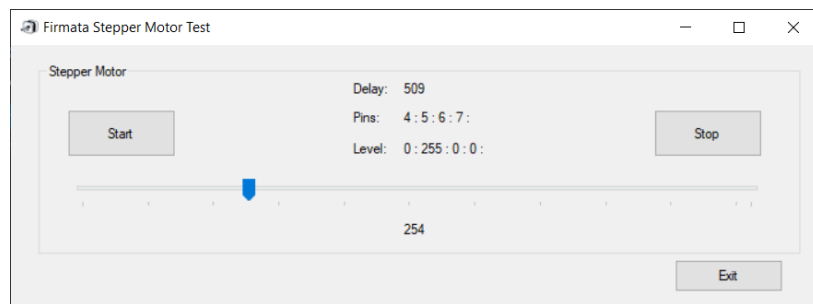 Firmata Stepper Motor Test
Stepper Motor
Delay: 509
Start
Pins: 4 : 5 : 6 : 7 :
Stop
Level: 0 : 255 : 0 : 0 :
254
Exit